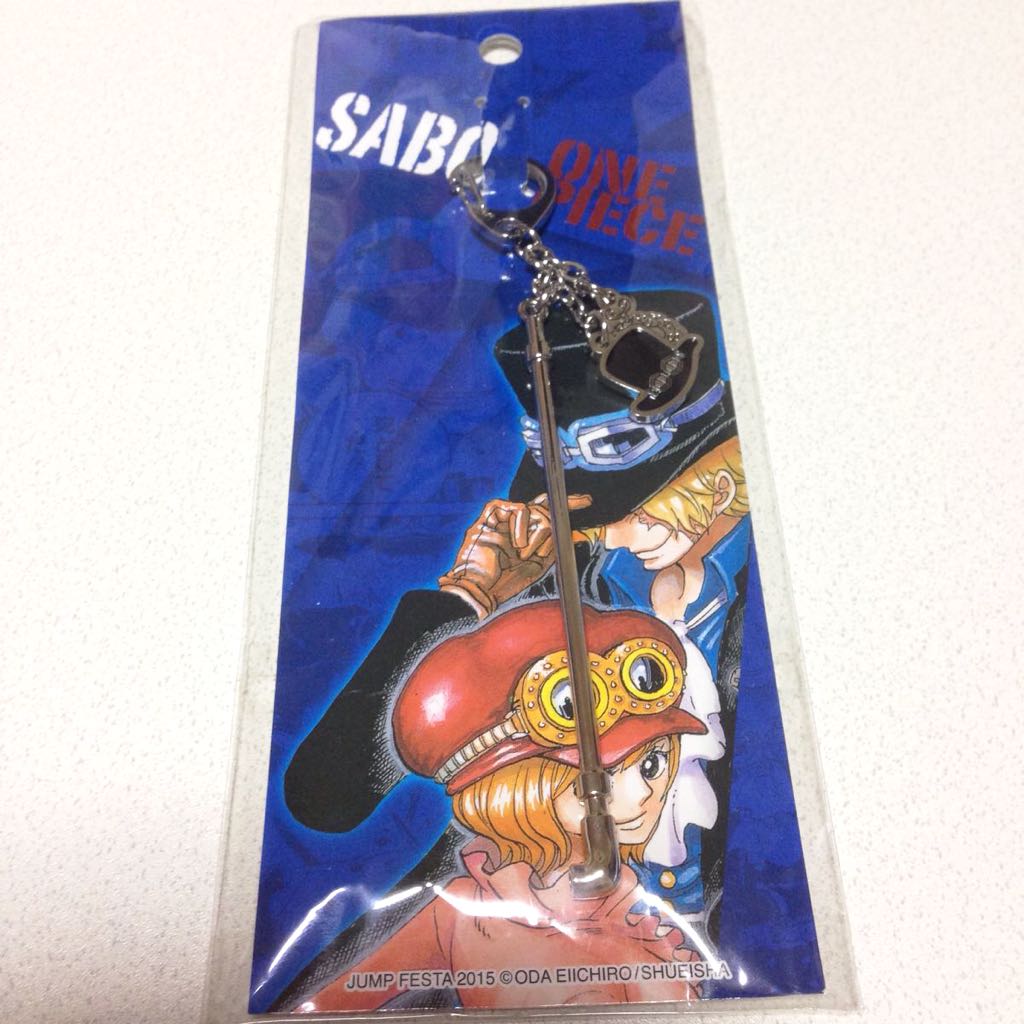 SABO
ONE
PIECE
JUMP FESTA 2015 ©ODA EIICHIRO/SHUEISHA